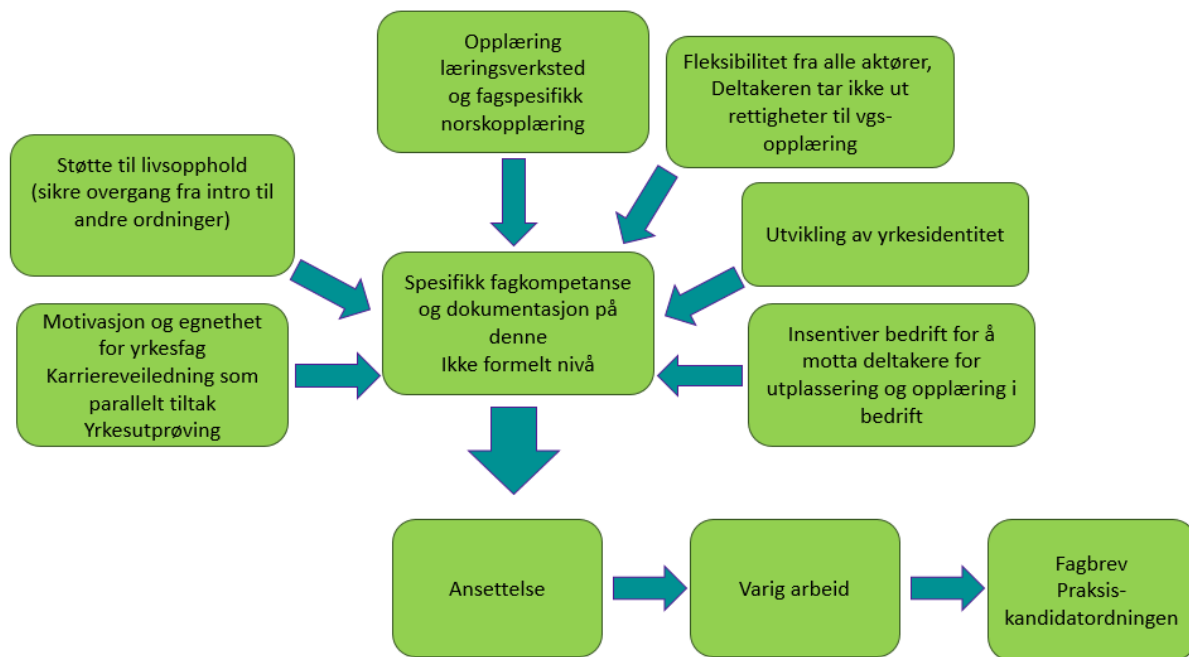 Opplæring
læringsverksted
og fagspesifikk
norskopplæring
Fleksibilitet fra alle aktører,
Deltakeren tar ikke ut
rettigheter til vgs-
opplæring
Støtte til livsopphold
(sikre overgang fra intro til
andre ordninger)
Utvikling av yrkesidentitet
Spesifikk fagkompetanse
og dokumentasjon på
denne
Ikke formelt nivå
Motivasjon og egnethet
for yrkesfag
Karriereveiledning som
parallelt tiltak
Yrkesutprøving
Insentiver bedrift for å
motta deltakere for
utplassering og opplæring i
bedrift
Ansettelse
Varig arbeid
Fagbrev
Praksis-
kandidatordningen